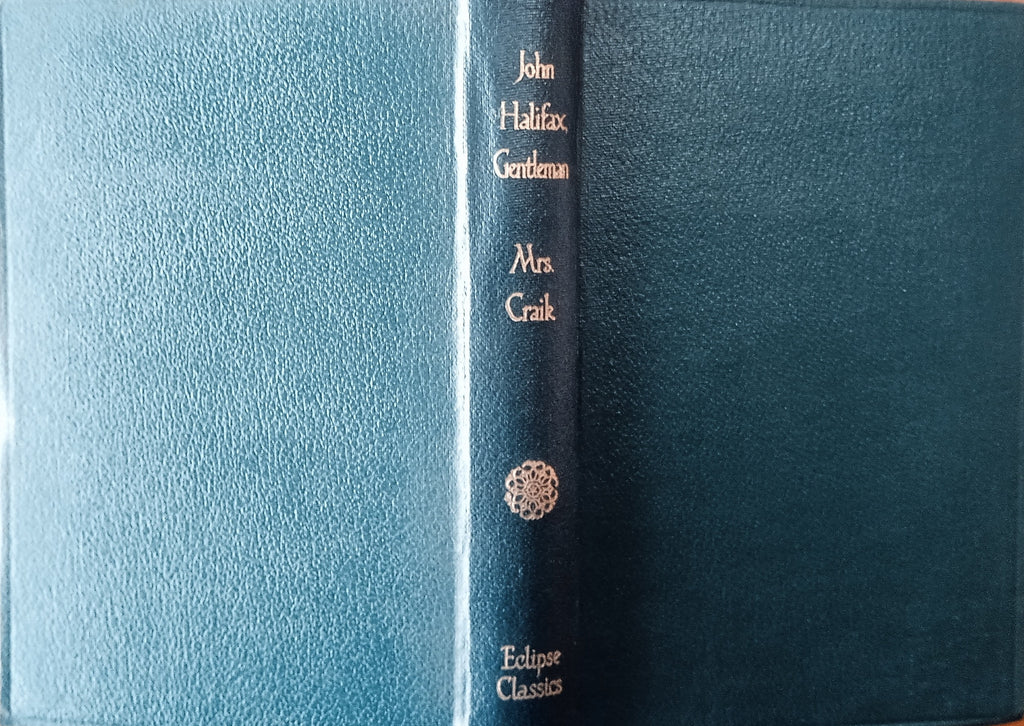 John
Halifax,
Gentleman
Mrs.
Craik
Eclipse
Classics